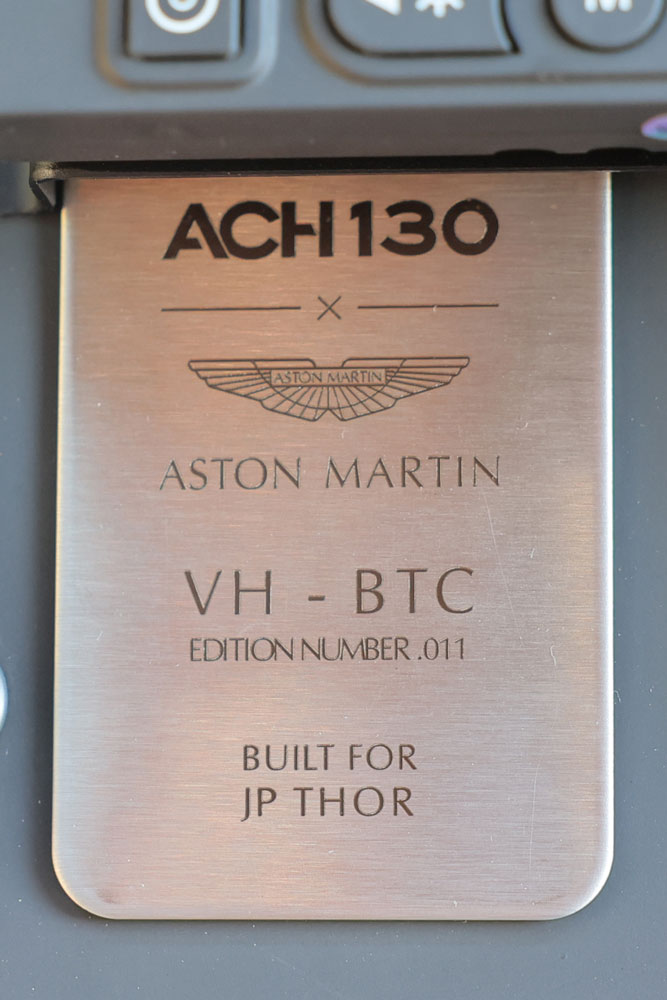 M
ACH130
×
ASTON MARTIN
ASTON MARTIN
VH - BTC
EDITION NUMBER .011
BUILT FOR
JP THOR